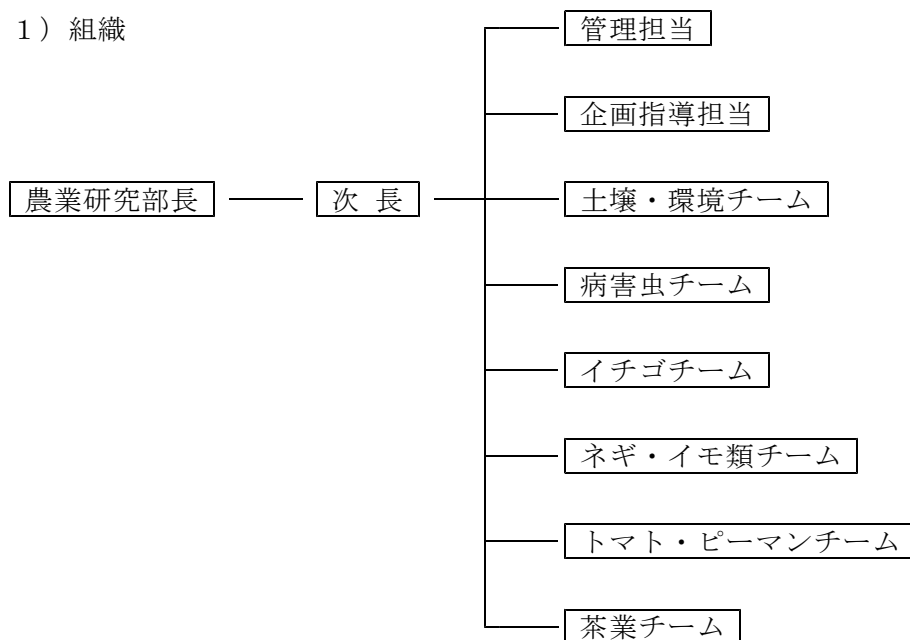 １）組織
管理担当
企画指導担当
農業研究部長 次 長 土壌・環境チーム
病害虫チーム
イチゴチーム
ネギ・イモ類チーム
トマト・ピーマンチーム
茶業チーム